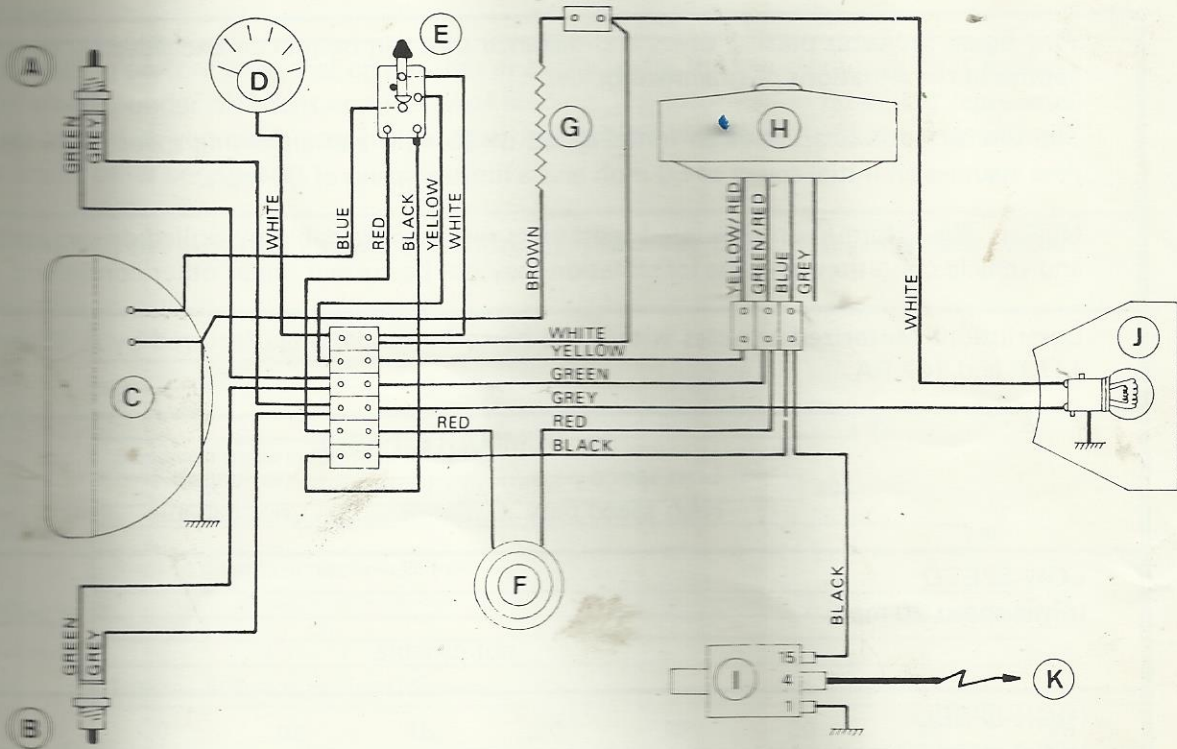 A
GREEN
GREY
D
WHITE
E
BLUE
RED
BLACK
YELLOW
WHITE
G
BROWN
H
YELLOW/RED
GREEN/RED
BLUE
GREY
WHITE
J
C
WHITE
YELLOW
GREEN
GREY
RED
RED
BLACK
F
BLACK
GREEN
GREY
B
I
15
4
1
K